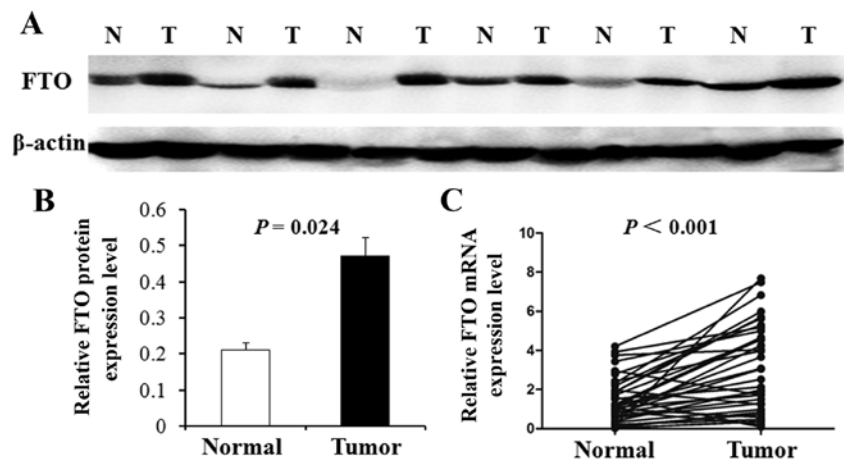 A
N T N T N T N T N T N T
FTO
β-actin
B
Relative FTO protein
expression level
0.6
0.5
0.4
0.3
0.2
0.1
0
P = 0.024
Normal Tumor
C
Relative FTO mRNA
expression level
10
8
6
4
2
0
P < 0.001
Normal Tumor